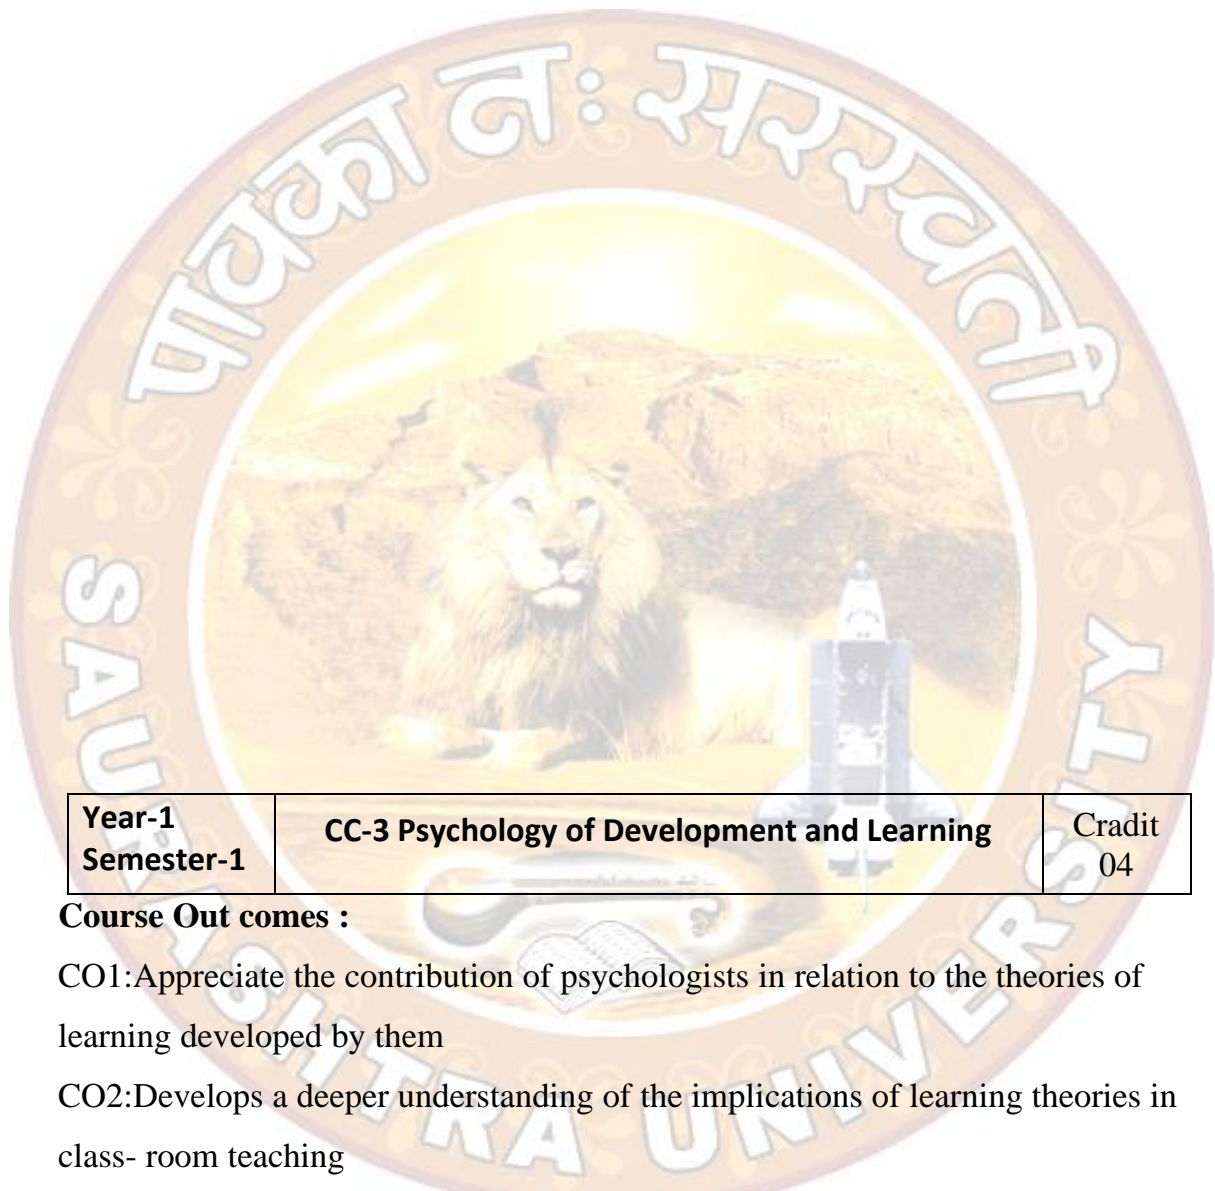 पावका नः सरस्वती
SAURASHTRA UNIVERSITY
Year-1
Semester-1
CC-3 Psychology of Development and Learning
Cradit
04
Course Out comes :
CO1:Appreciate the contribution of psychologists in relation to the theories of
learning developed by them
CO2:Develops a deeper understanding of the implications of learning theories in
class- room teaching